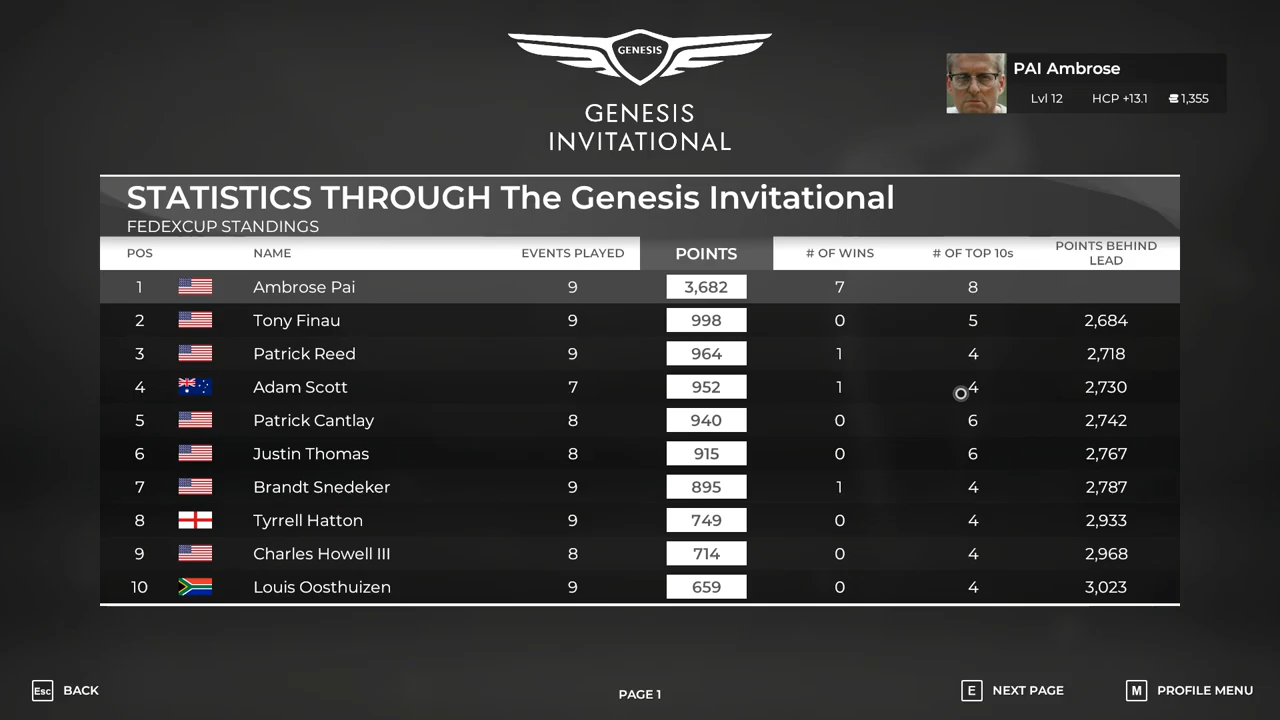 GENESIS
GENESIS
INVITATIONAL
PAI Ambrose
Lvl 12 HCP +13.1 1,355
STATISTICS THROUGH The Genesis Invitational
FEDEXCUP STANDINGS
POS NAME EVENTS PLAYED POINTS # OF WINS # OF TOP 10s POINTS BEHIND LEAD
1 Ambrose Pai 9 3,682 7 8
2 Tony Finau 9 998 0 5 2,684
3 Patrick Reed 9 964 1 4 2,718
4 Adam Scott 7 952 1 4 2,730
5 Patrick Cantlay 8 940 0 6 2,742
6 Justin Thomas 8 915 0 6 2,767
7 Brandt Snedeker 9 895 1 4 2,787
8 Tyrrell Hatton 9 749 0 4 2,933
9 Charles Howell III 8 714 0 4 2,968
10 Louis Oosthuizen 9 659 0 4 3,023
Esc BACK PAGE 1 E NEXT PAGE M PROFILE MENU